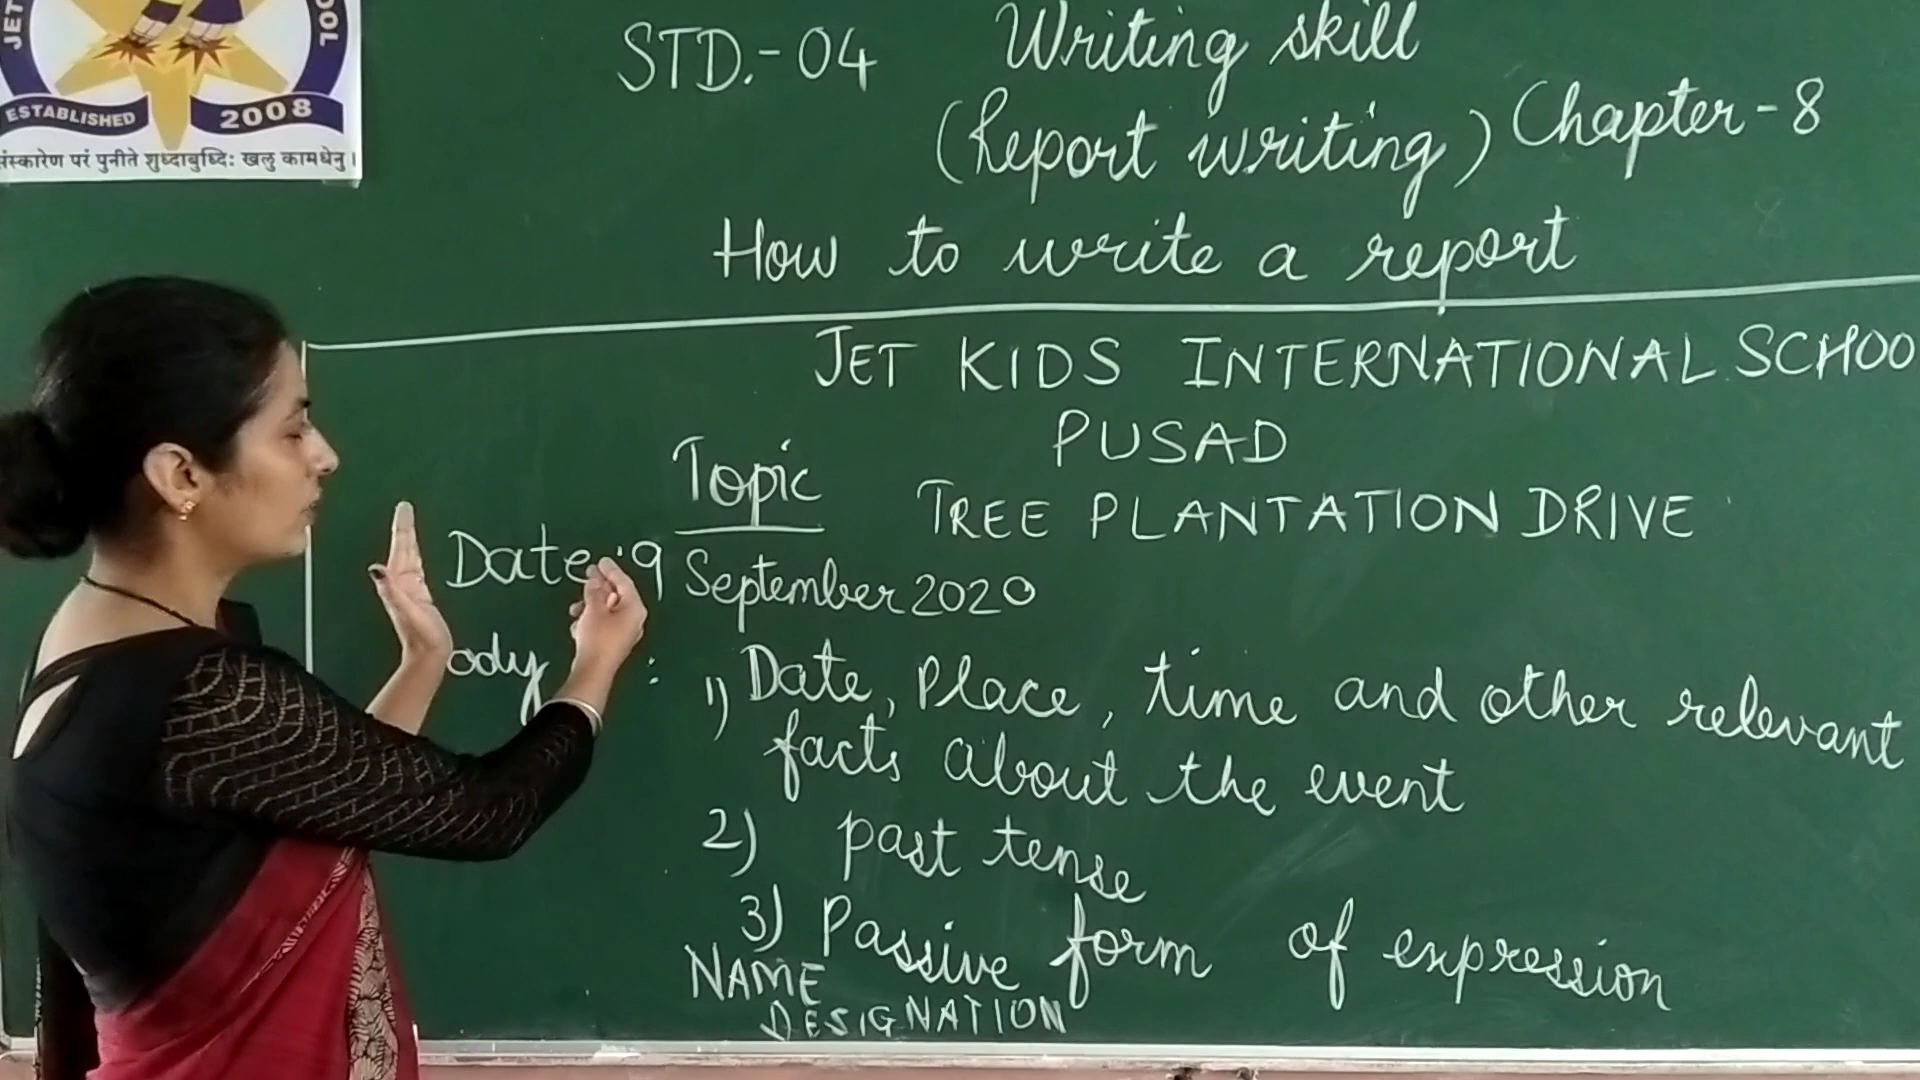 JET OOL
ESTABLISHED 2008
संस्कारेण परं पुनीते शुध्दाबुध्दि: खलु कामधेनु।
STD.-04 Writing skill
(Report writing) Chapter-8
How to write a report
JET KIDS INTERNATIONAL SCHOO
PUSAD
Topic TREE PLANTATION DRIVE
Date:9 September 2020
ody : 1) Date, Place, time and other relevant
facts about the event
2) past tense
3) Passive form of expression
NAME
DESIGNATION